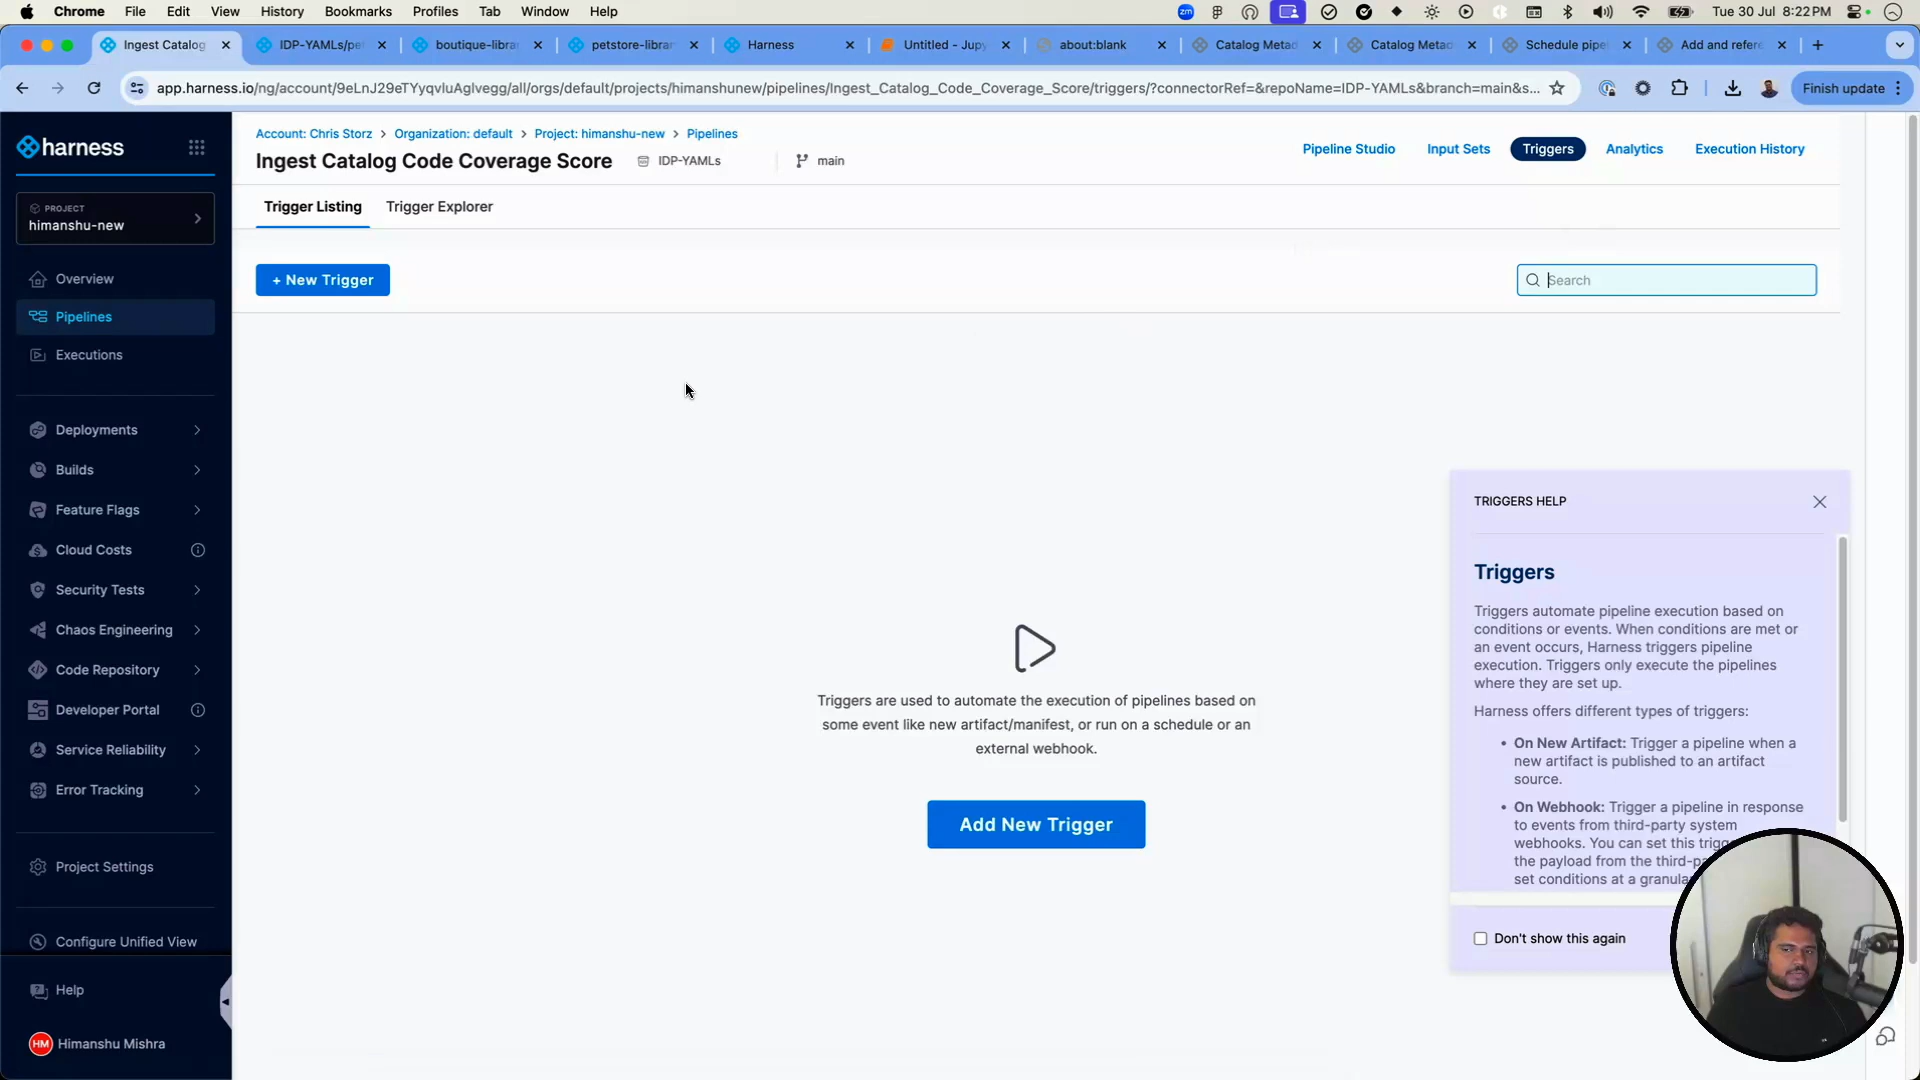 Chrome File Edit View History Bookmarks Profiles Tab Window Help
zm Tue 30 Jul 8:22 PM
Ingest Catalog
IDP-YAMLs/pe
boutique-libra
petstore-librar
Harness
Untitled - Jupy
about:blank
Catalog Metad
Catalog Metad
Schedule pipe
Add and refere
app.harness.io/ng/account/9eLnJ29eTYyqvluAglvegg/all/orgs/default/projects/himanshunew/pipelines/Ingest_Catalog_Code_Coverage_Score/triggers/?connectorRef=&repoName=IDP-YAMLs&branch=main&s...
Finish update
harness
PROJECT
himanshu-new
Overview
Pipelines
Executions
Deployments
Builds
Feature Flags
Cloud Costs
Security Tests
Chaos Engineering
Code Repository
Developer Portal
Service Reliability
Error Tracking
Project Settings
Configure Unified View
Help
HM Himanshu Mishra
Account: Chris Storz > Organization: default > Project: himanshu-new > Pipelines
Ingest Catalog Code Coverage Score IDP-YAMLs main
Pipeline Studio Input Sets Triggers Analytics Execution History
Trigger Listing Trigger Explorer
+ New Trigger
Search
Triggers are used to automate the execution of pipelines based on
some event like new artifact/manifest, or run on a schedule or an
external webhook.
Add New Trigger
TRIGGERS HELP
Triggers
Triggers automate pipeline execution based on
conditions or events. When conditions are met or
an event occurs, Harness triggers pipeline
execution. Triggers only execute the pipelines
where they are set up.
Harness offers different types of triggers:
• On New Artifact: Trigger a pipeline when a
new artifact is published to an artifact
source.
• On Webhook: Trigger a pipeline in response
to events from third-party system
webhooks. You can set this trigg
the payload from the third-pa
set conditions at a granula
Don't show this again